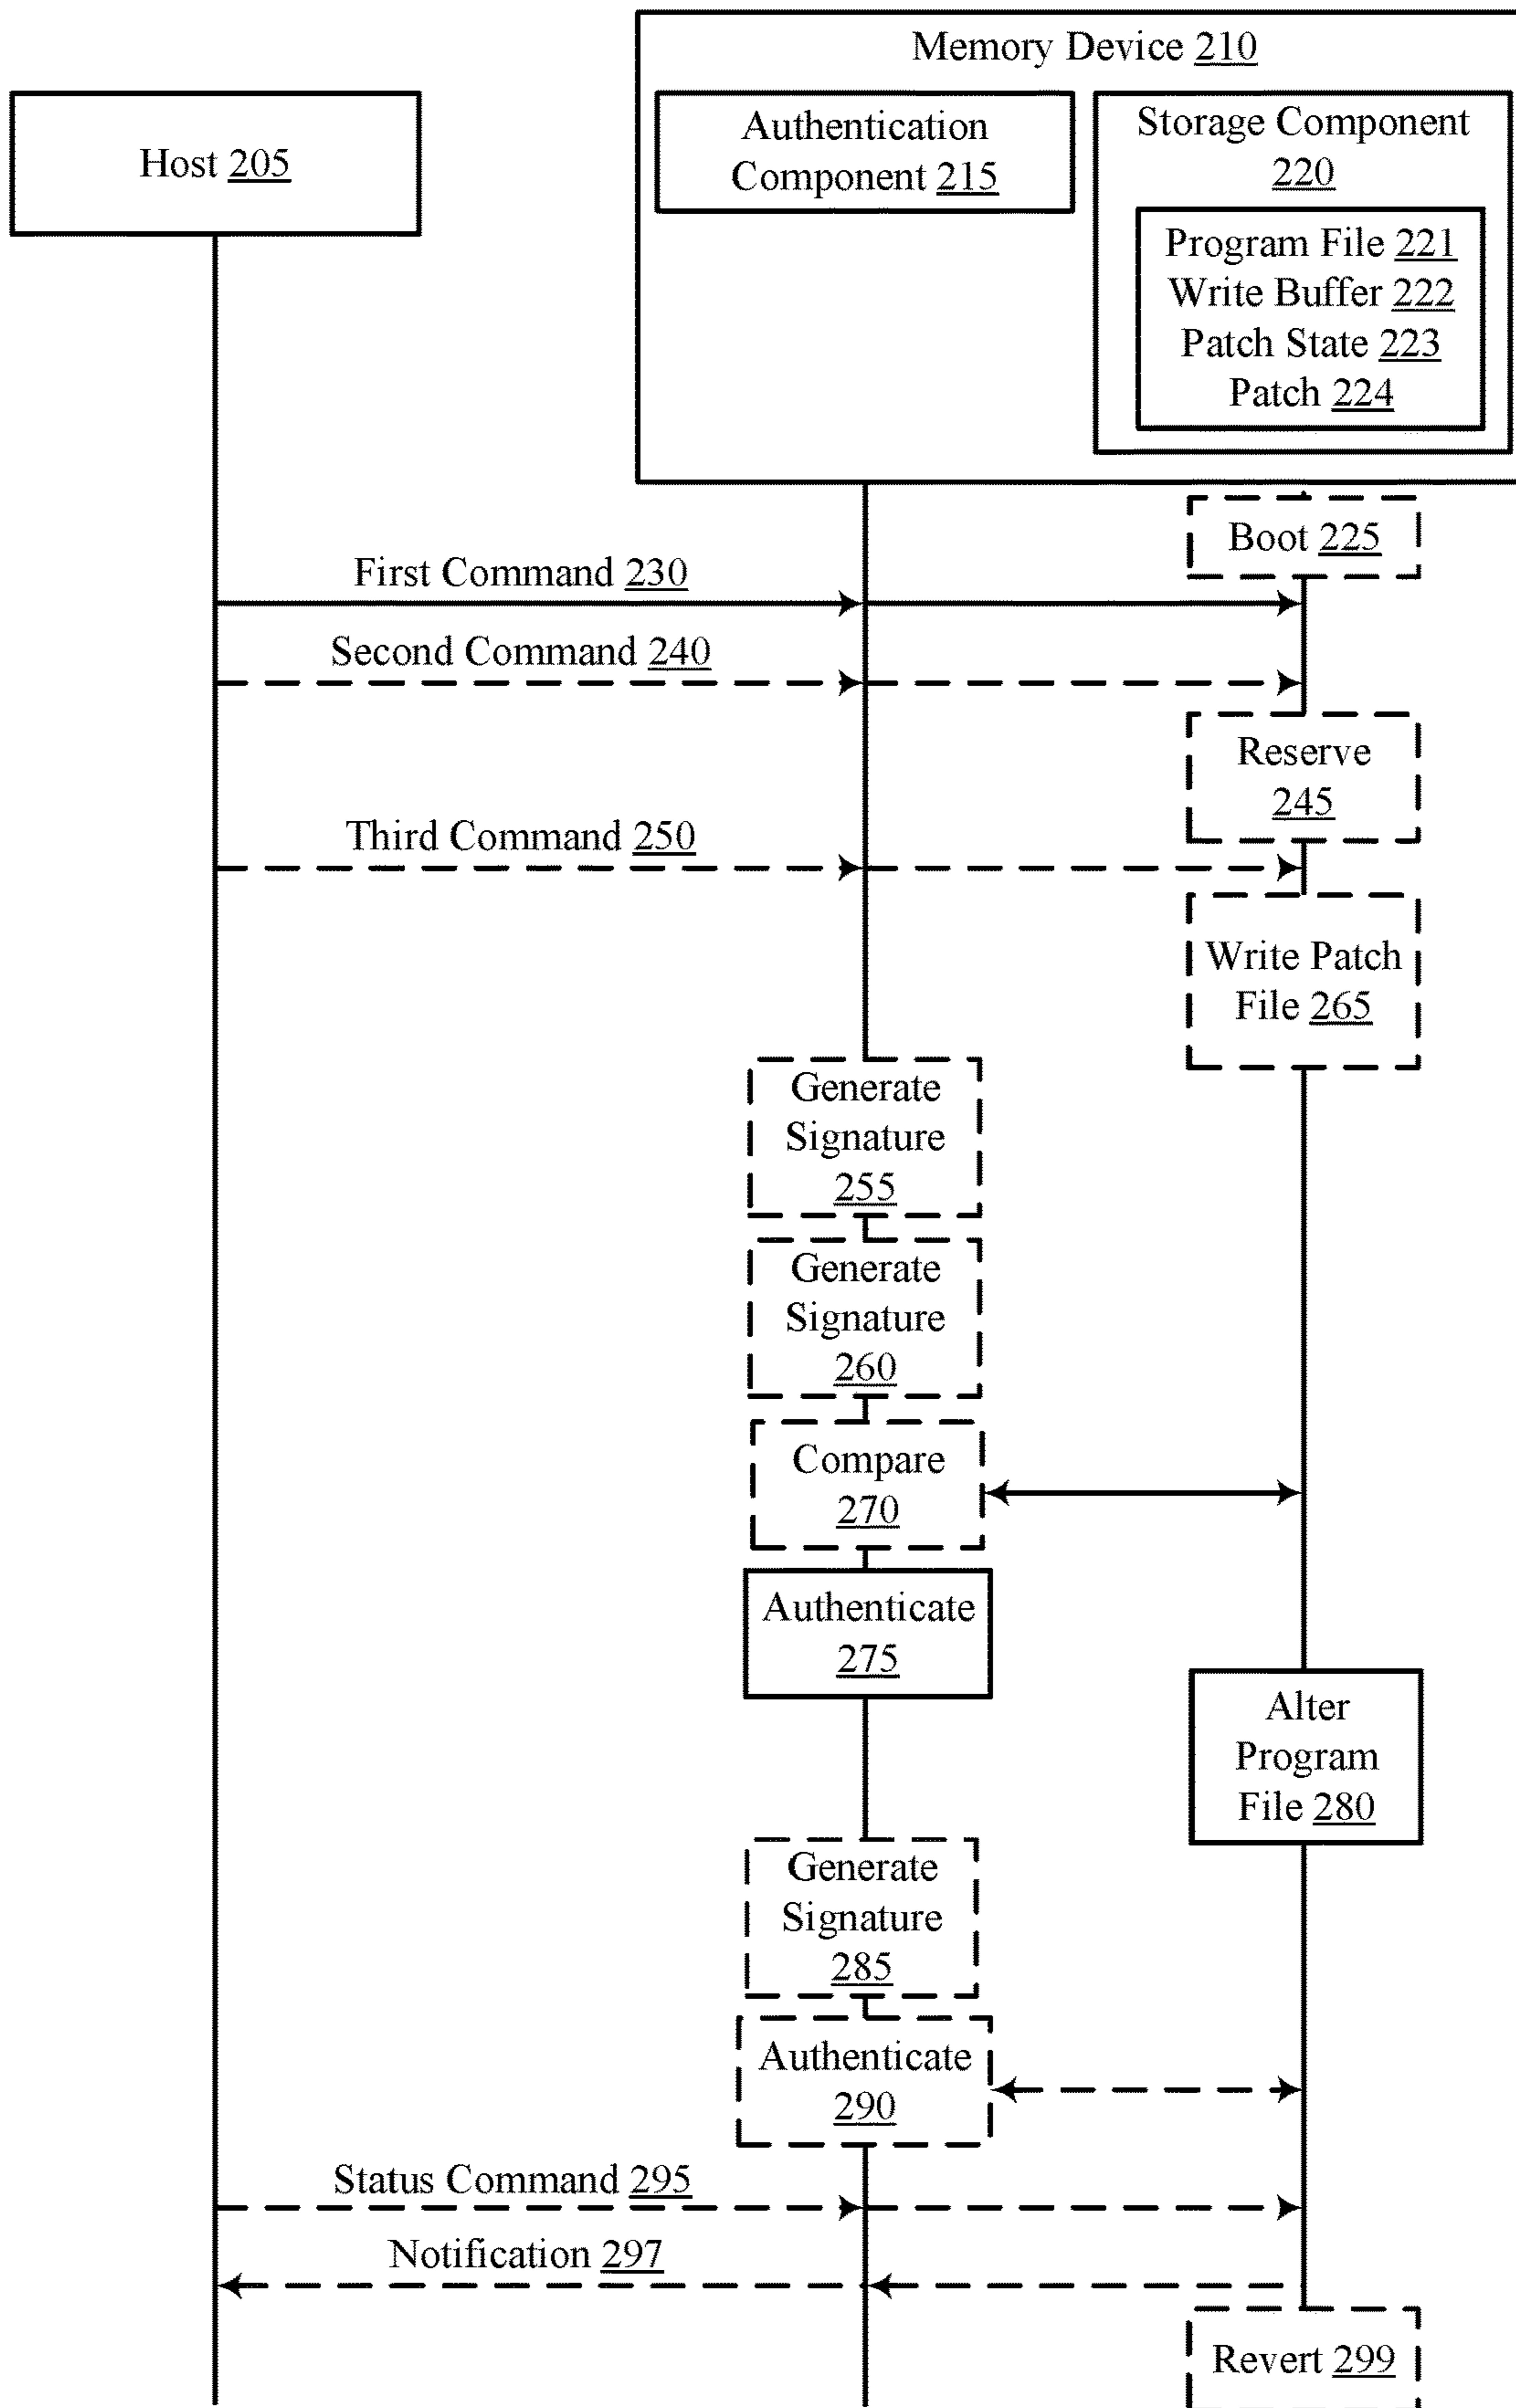 Memory Device 210
Host 205
Authentication
Component 215
Storage Component
220
Program File 221
Write Buffer 222
Patch State 223
Patch 224
Boot 225
First Command 230
Second Command 240
Reserve
245
Third Command 250
Write Patch
File 265
Generate
Signature
255
Generate
Signature
260
Compare
270
Authenticate
275
Alter
Program
File 280
Generate
Signature
285
Authenticate
290
Status Command 295
Notification 297
Revert 299